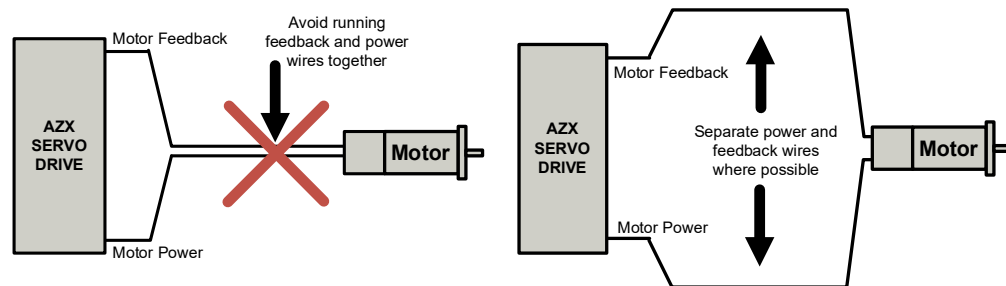 Motor Feedback
Avoid running
feedback and power
wires together
AZX
SERVO
DRIVE
Motor
Motor Power
Motor Feedback
AZX
SERVO
DRIVE
Separate power and
feedback wires
where possible
Motor
Motor Power